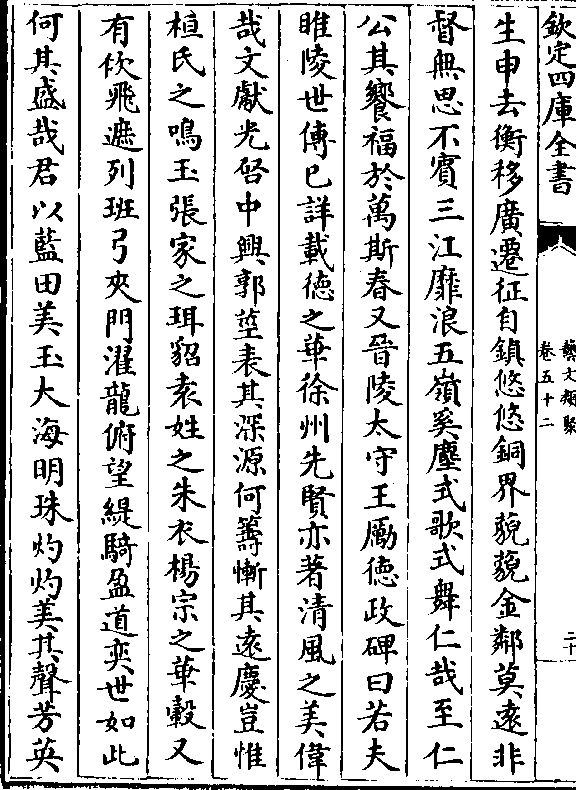 欽定四庫全書
藝文類聚
卷五十二
二十
生申去衡移廣遷征自鎮悠悠銅界藐藐金鄰莫遠非
督無思不賓三江靡浪五嶺奚塵式歌式舞仁哉至仁
公其饗福於萬斯春又晉陵太守王勵徳政碑曰若夫
睢陵世傳已詳載徳之華徐州先賢亦著清風之美偉
哉文獻光啓中興郭莖表其深源何籌慚其遠慶豈惟
桓氏之鳴玉張家之珥貂袁姓之朱衣楊宗之華轂又
有佽飛遮列班弓夾門濯龍俯望緹騎盈道奕世如此
何其盛哉君以藍田美玉大海明珠灼灼美其聲芳英